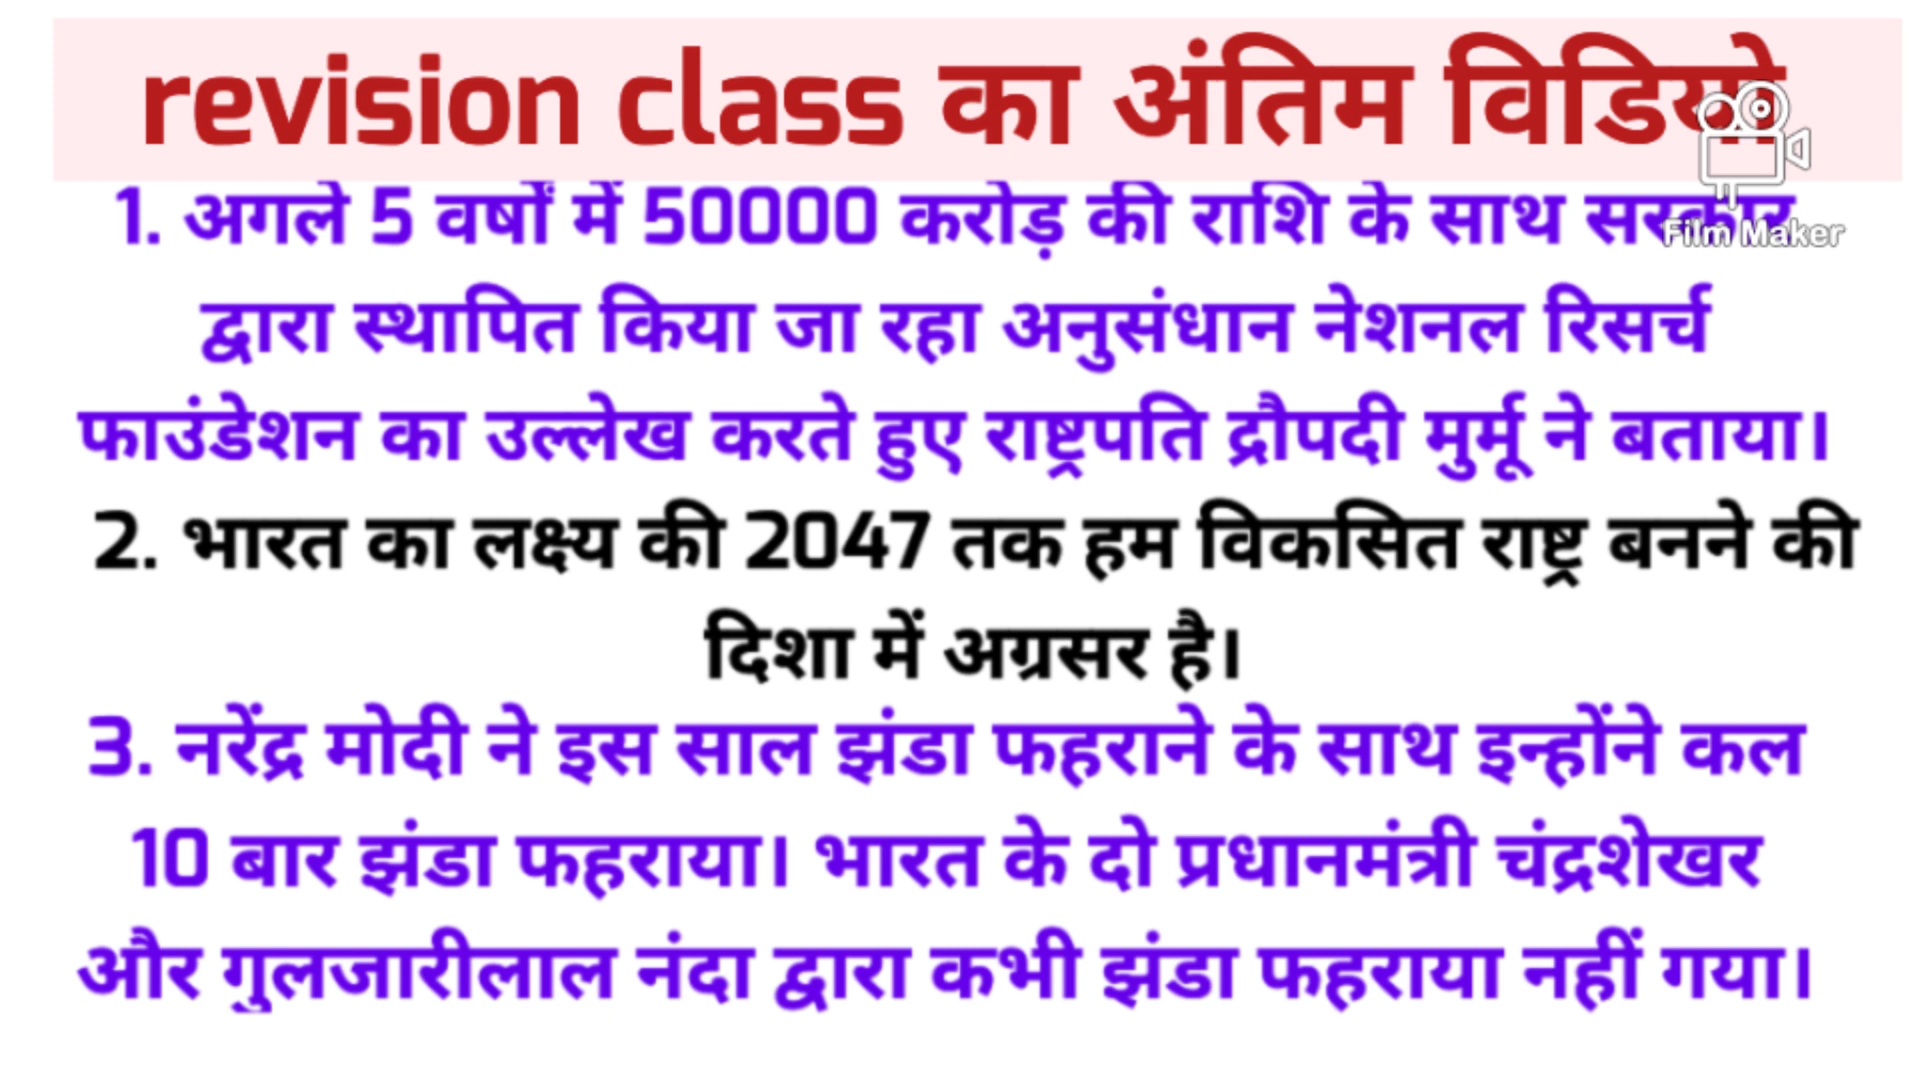 revision class का अंतिम विडियो
1. अगले 5 वर्षों में 50000 करोड़ की राशि के साथ सरकार
Film Maker
द्वारा स्थापित किया जा रहा अनुसंधान नेशनल रिसर्च
फाउंडेशन का उल्लेख करते हुए राष्ट्रपति द्रौपदी मुर्मू ने बताया।
2. भारत का लक्ष्य की 2047 तक हम विकसित राष्ट्र बनने की
दिशा में अग्रसर है।
3. नरेंद्र मोदी ने इस साल झंडा फहराने के साथ इन्होंने कल
10 बार झंडा फहराया। भारत के दो प्रधानमंत्री चंद्रशेखर
और गुलजारीलाल नंदा द्वारा कभी झंडा फहराया नहीं गया।